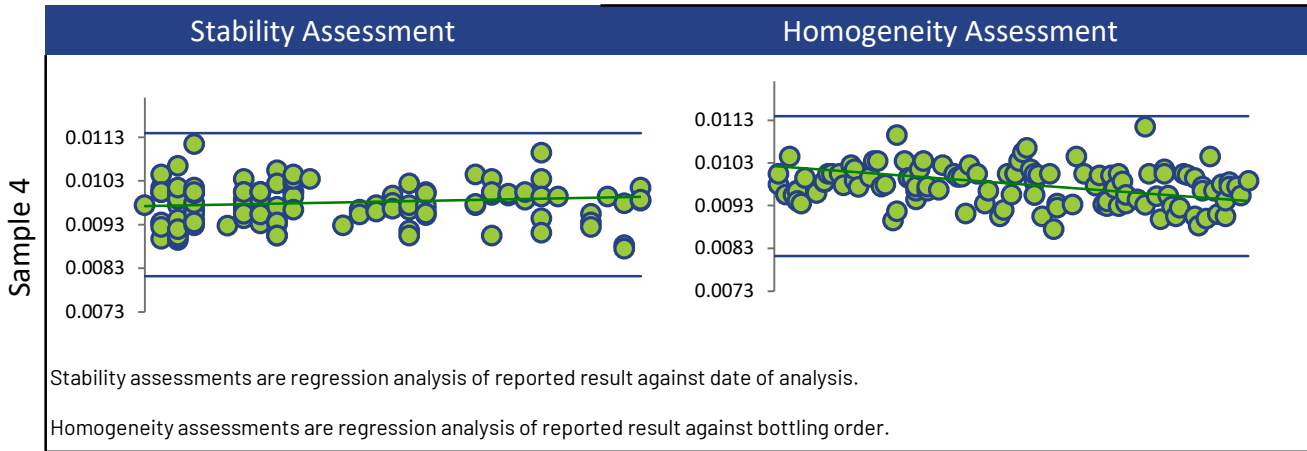 Stability Assessment
Homogeneity Assessment
Sample 4
0.0113
0.0103
0.0093
0.0083
0.0073
0.0113
0.0103
0.0093
0.0083
0.0073
Stability assessments are regression analysis of reported result against date of analysis.
Homogeneity assessments are regression analysis of reported result against bottling order.